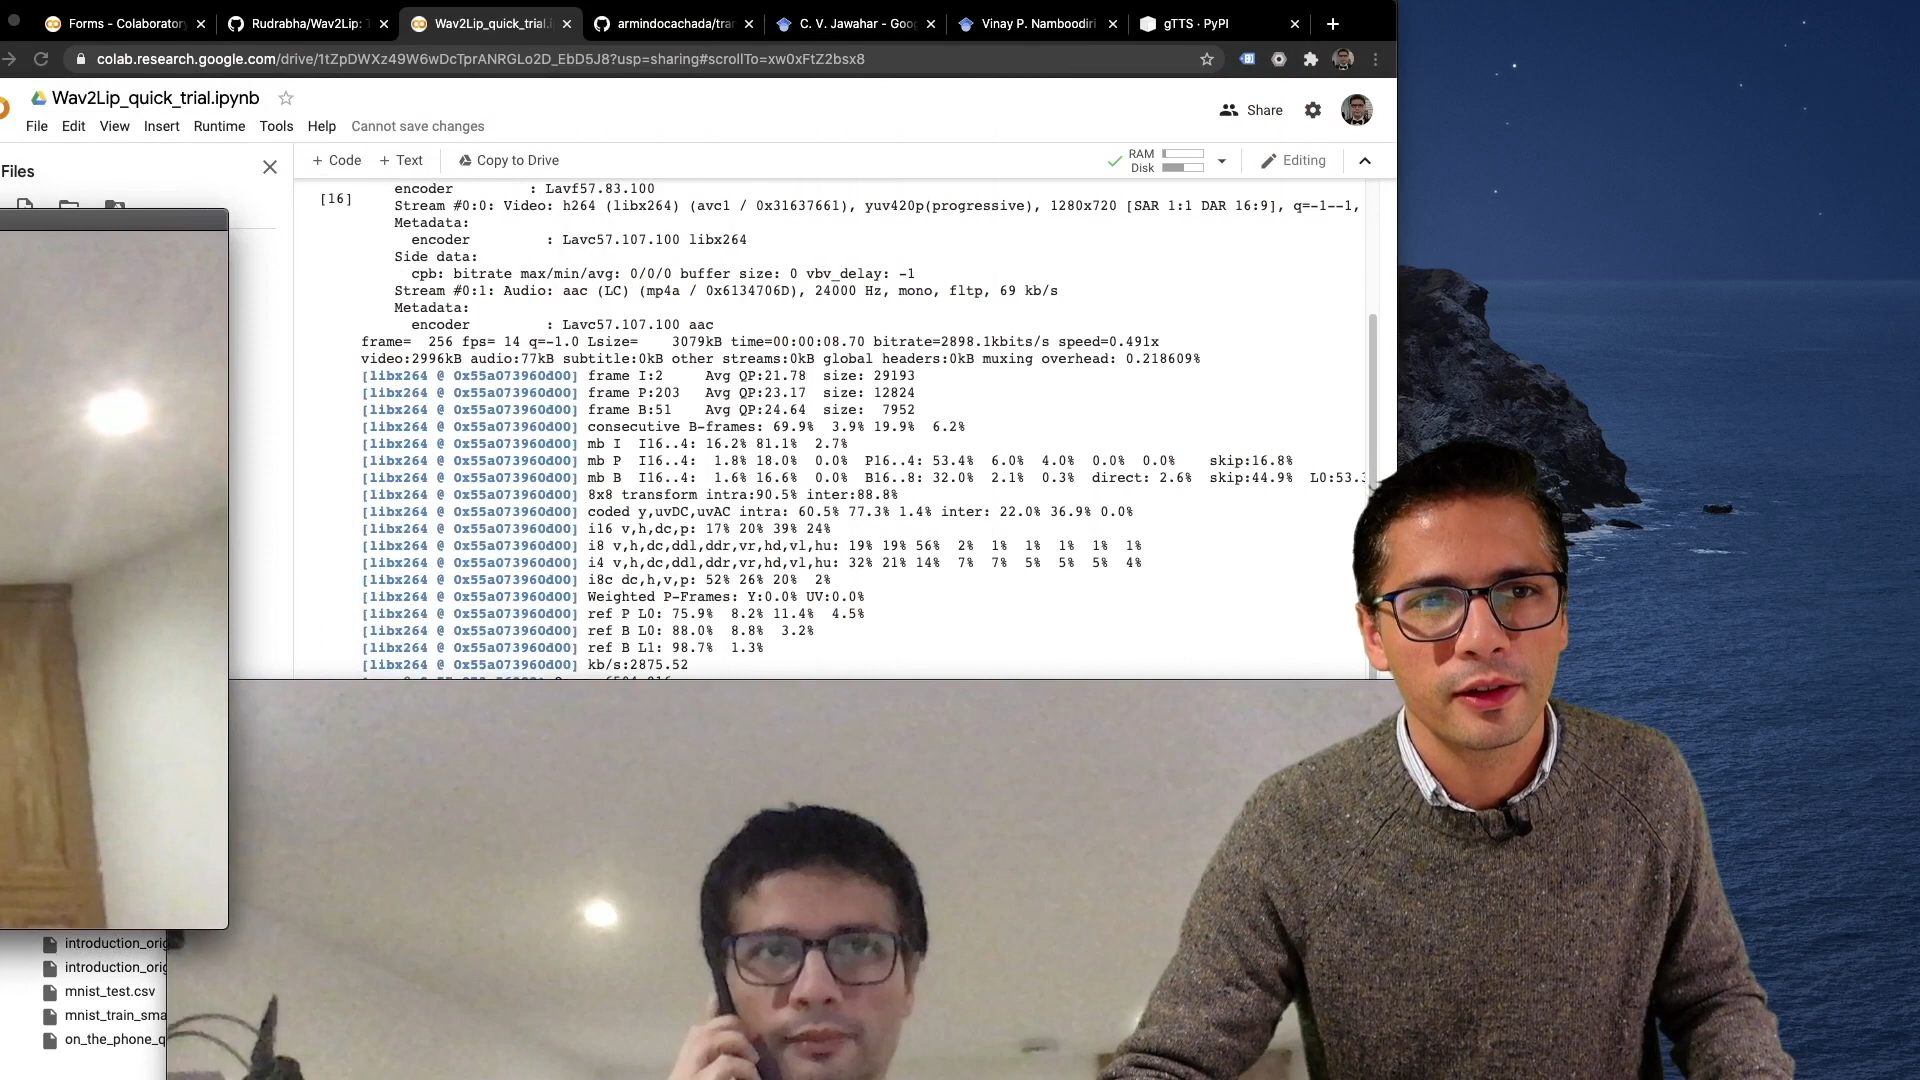 Forms - Colaboratory
Rudrabha/Wav2Lip: T
Wav2Lip_quick_trial.i
armindocachada/tra
C. V. Jawahar - Goo
Vinay P. Namboodiri
gTTS · PyPI
colab.research.google.com/drive/1tZpDWXz49W6wDcTprANRGLo2D_EbD5J8?usp=sharing#scrollTo=xw0xFtZ2bsx8
Wav2Lip_quick_trial.ipynb
Share
File Edit View Insert Runtime Tools Help Cannot save changes
Files
+ Code + Text Copy to Drive
RAM
Disk
Editing
[16]
encoder : Lavf57.83.100
Stream #0:0: Video: h264 (libx264) (avc1 / 0x31637661), yuv420p(progressive), 1280x720 [SAR 1:1 DAR 16:9], q=-1--1,
Metadata:
encoder : Lavc57.107.100 libx264
Side data:
cpb: bitrate max/min/avg: 0/0/0 buffer size: 0 vbv_delay: -1
Stream #0:1: Audio: aac (LC) (mp4a / 0x6134706D), 24000 Hz, mono, fltp, 69 kb/s
Metadata:
encoder : Lavc57.107.100 aac
frame= 256 fps= 14 q=-1.0 Lsize= 3079kB time=00:00:08.70 bitrate=2898.1kbits/s speed=0.491x
video:2996kB audio:77kB subtitle:0kB other streams:0kB global headers:0kB muxing overhead: 0.218609%
[libx264 @ 0x55a073960d00] frame I:2 Avg QP:21.78 size: 29193
[libx264 @ 0x55a073960d00] frame P:203 Avg QP:23.17 size: 12824
[libx264 @ 0x55a073960d00] frame B:51 Avg QP:24.64 size: 7952
[libx264 @ 0x55a073960d00] consecutive B-frames: 69.9% 3.9% 19.9% 6.2%
[libx264 @ 0x55a073960d00] mb I I16..4: 16.2% 81.1% 2.7%
[libx264 @ 0x55a073960d00] mb P I16..4: 1.8% 18.0% 0.0% P16..4: 53.4% 6.0% 4.0% 0.0% 0.0% skip:16.8%
[libx264 @ 0x55a073960d00] mb B I16..4: 1.6% 16.6% 0.0% B16..8: 32.0% 2.1% 0.3% direct: 2.6% skip:44.9% L0:53.3
[libx264 @ 0x55a073960d00] 8x8 transform intra:90.5% inter:88.8%
[libx264 @ 0x55a073960d00] coded y,uvDC,uvAC intra: 60.5% 77.3% 1.4% inter: 22.0% 36.9% 0.0%
[libx264 @ 0x55a073960d00] i16 v,h,dc,p: 17% 20% 39% 24%
[libx264 @ 0x55a073960d00] i8 v,h,dc,ddl,ddr,vr,hd,vl,hu: 19% 19% 56% 2% 1% 1% 1% 1% 1%
[libx264 @ 0x55a073960d00] i4 v,h,dc,ddl,ddr,vr,hd,vl,hu: 32% 21% 14% 7% 7% 5% 5% 5% 4%
[libx264 @ 0x55a073960d00] i8c dc,h,v,p: 52% 26% 20% 2%
[libx264 @ 0x55a073960d00] Weighted P-Frames: Y:0.0% UV:0.0%
[libx264 @ 0x55a073960d00] ref P L0: 75.9% 8.2% 11.4% 4.5%
[libx264 @ 0x55a073960d00] ref B L0: 88.0% 8.8% 3.2%
[libx264 @ 0x55a073960d00] ref B L1: 98.7% 1.3%
[libx264 @ 0x55a073960d00] kb/s:2875.52
introduction_orig
introduction_orig
mnist_test.csv
mnist_train_sma
on_the_phone_q